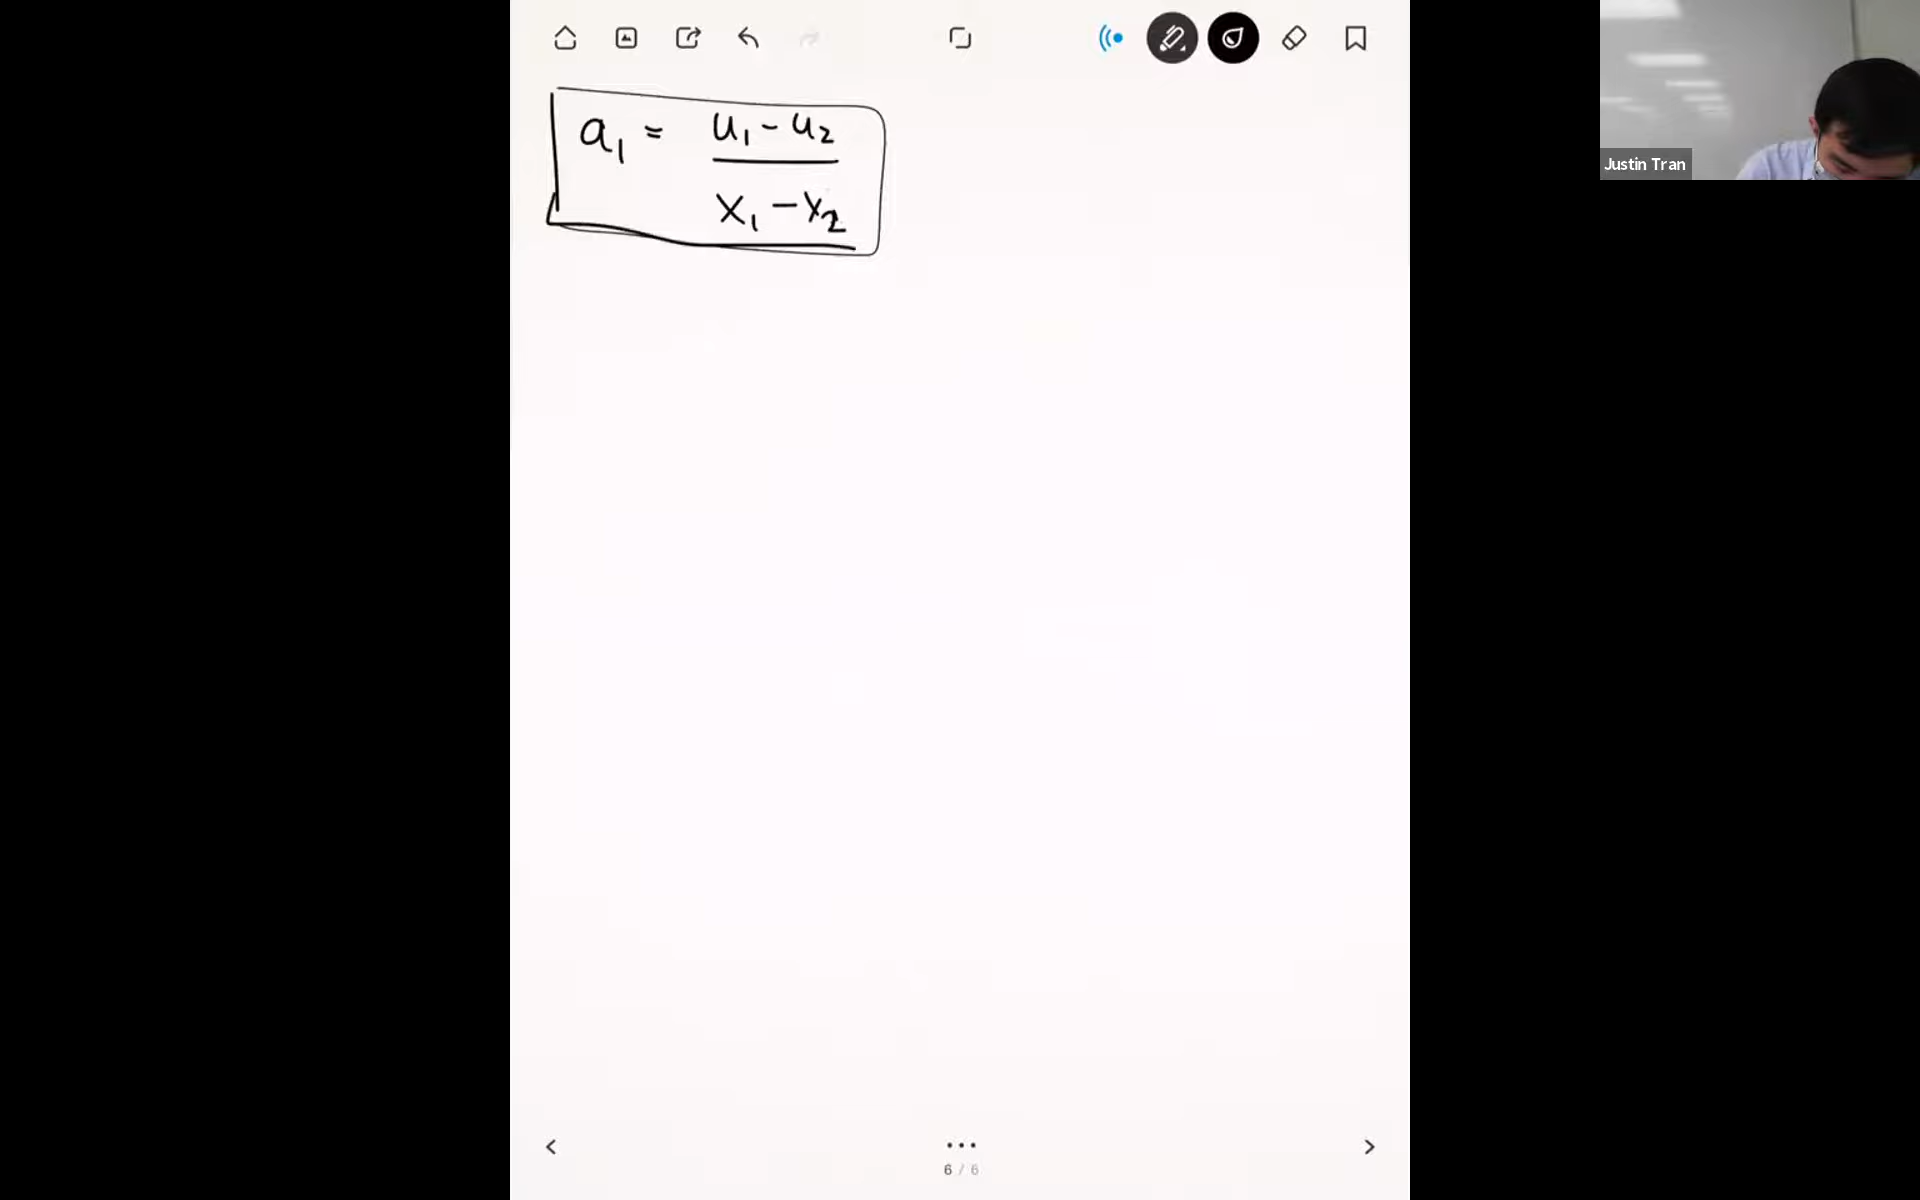 a₁ = u₁ - u₂
x₁ - x₂
Justin Tran
6 / 6